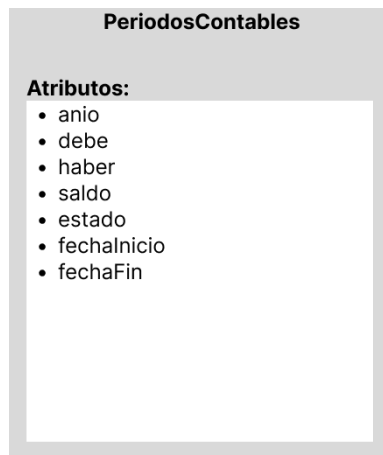 PeriodosContables
Atributos:
• anio
• debe
• haber
• saldo
• estado
• fechaInicio
• fechaFin